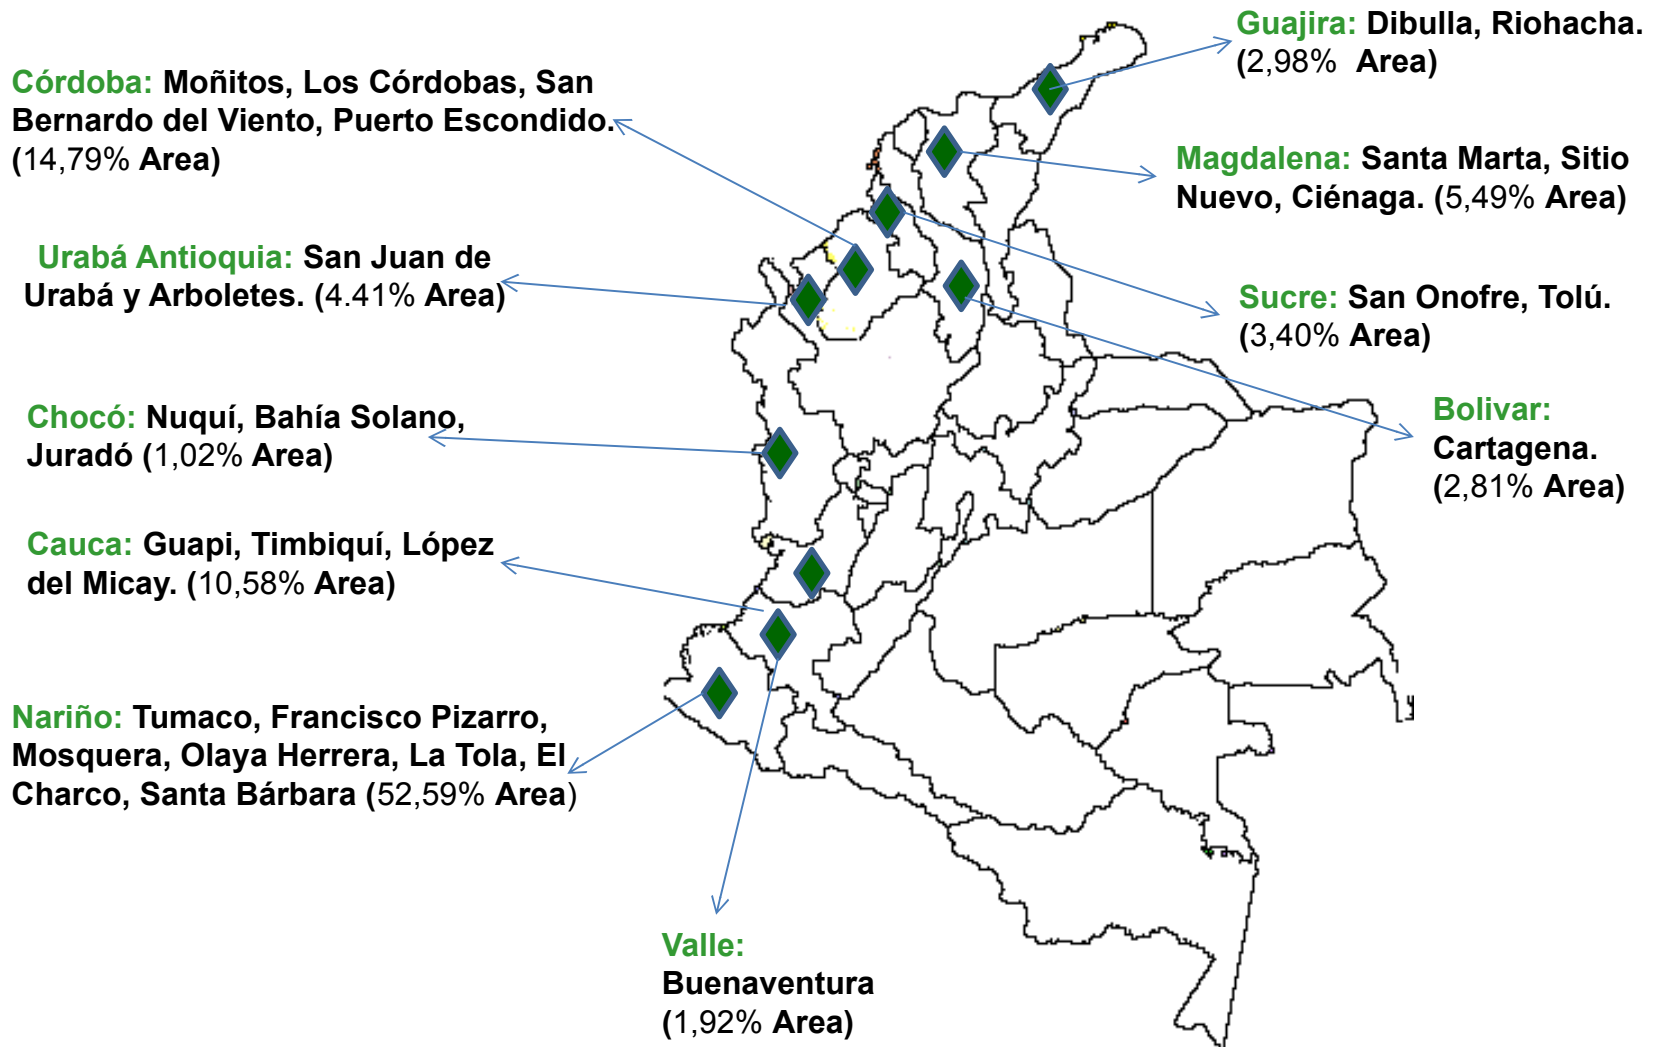 Guajira: Dibulla, Riohacha.
(2,98% Area)
Córdoba: Moñitos, Los Córdobas, San
Bernardo del Viento, Puerto Escondido.
(14,79% Area)
Magdalena: Santa Marta, Sitio
Nuevo, Ciénaga. (5,49% Area)
Urabá Antioquia: San Juan de
Urabá y Arboletes. (4.41% Area)
Sucre: San Onofre, Tolú.
(3,40% Area)
Chocó: Nuquí, Bahía Solano,
Juradó (1,02% Area)
Bolivar:
Cartagena.
(2,81% Area)
Cauca: Guapi, Timbiquí, López
del Micay. (10,58% Area)
Nariño: Tumaco, Francisco Pizarro,
Mosquera, Olaya Herrera, La Tola, El
Charco, Santa Bárbara (52,59% Area)
Valle:
Buenaventura
(1,92% Area)